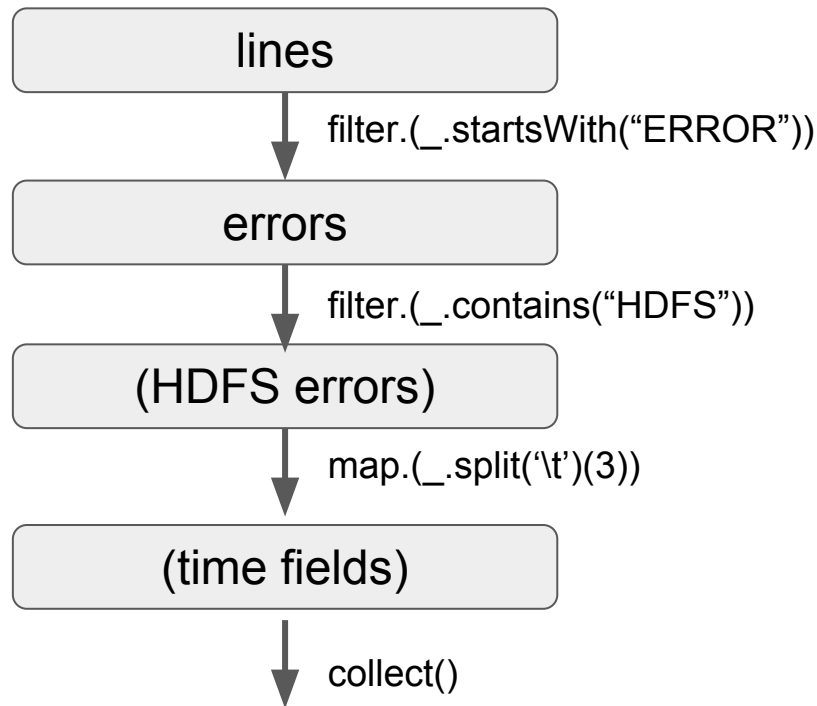 lines
filter.(_.startsWith(“ERROR”))
errors
filter.(_.contains(“HDFS”))
(HDFS errors)
map.(_.split(‘\t’)(3))
(time fields)
collect()